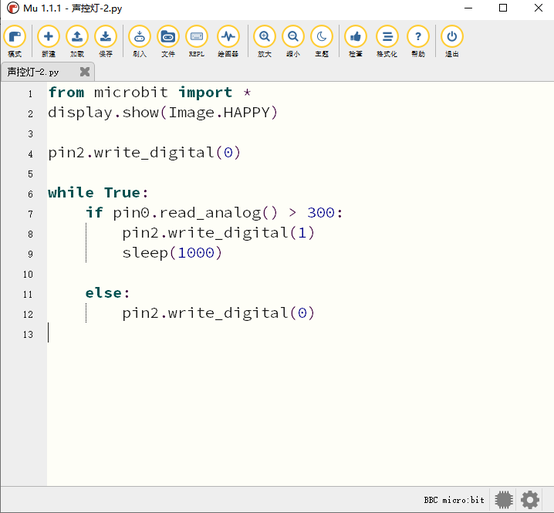 Mu 1.1.1 - 声控灯-2.py
模式 新建 加载 保存 刷入 文件 REPL 绘图器 放大 缩小 主题 检查 格式化 帮助 退出
声控灯-2.py
1 from microbit import *
2 display.show(Image.HAPPY)
3
4 pin2.write_digital(0)
5
6 while True:
7 if pin0.read_analog() > 300:
8 pin2.write_digital(1)
9 sleep(1000)
10
11 else:
12 pin2.write_digital(0)
13
BBC micro:bit